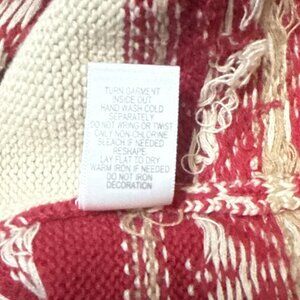 TURN GARMENT
INSIDE OUT
HAND WASH COLD
SEPARATELY
DO NOT WRING OR TWIST
ONLY NON-CHLORINE
BLEACH IF NEEDED
RESHAPE
LAY FLAT TO DRY
WARM IRON IF NEEDED
DO NOT IRON
DECORATION